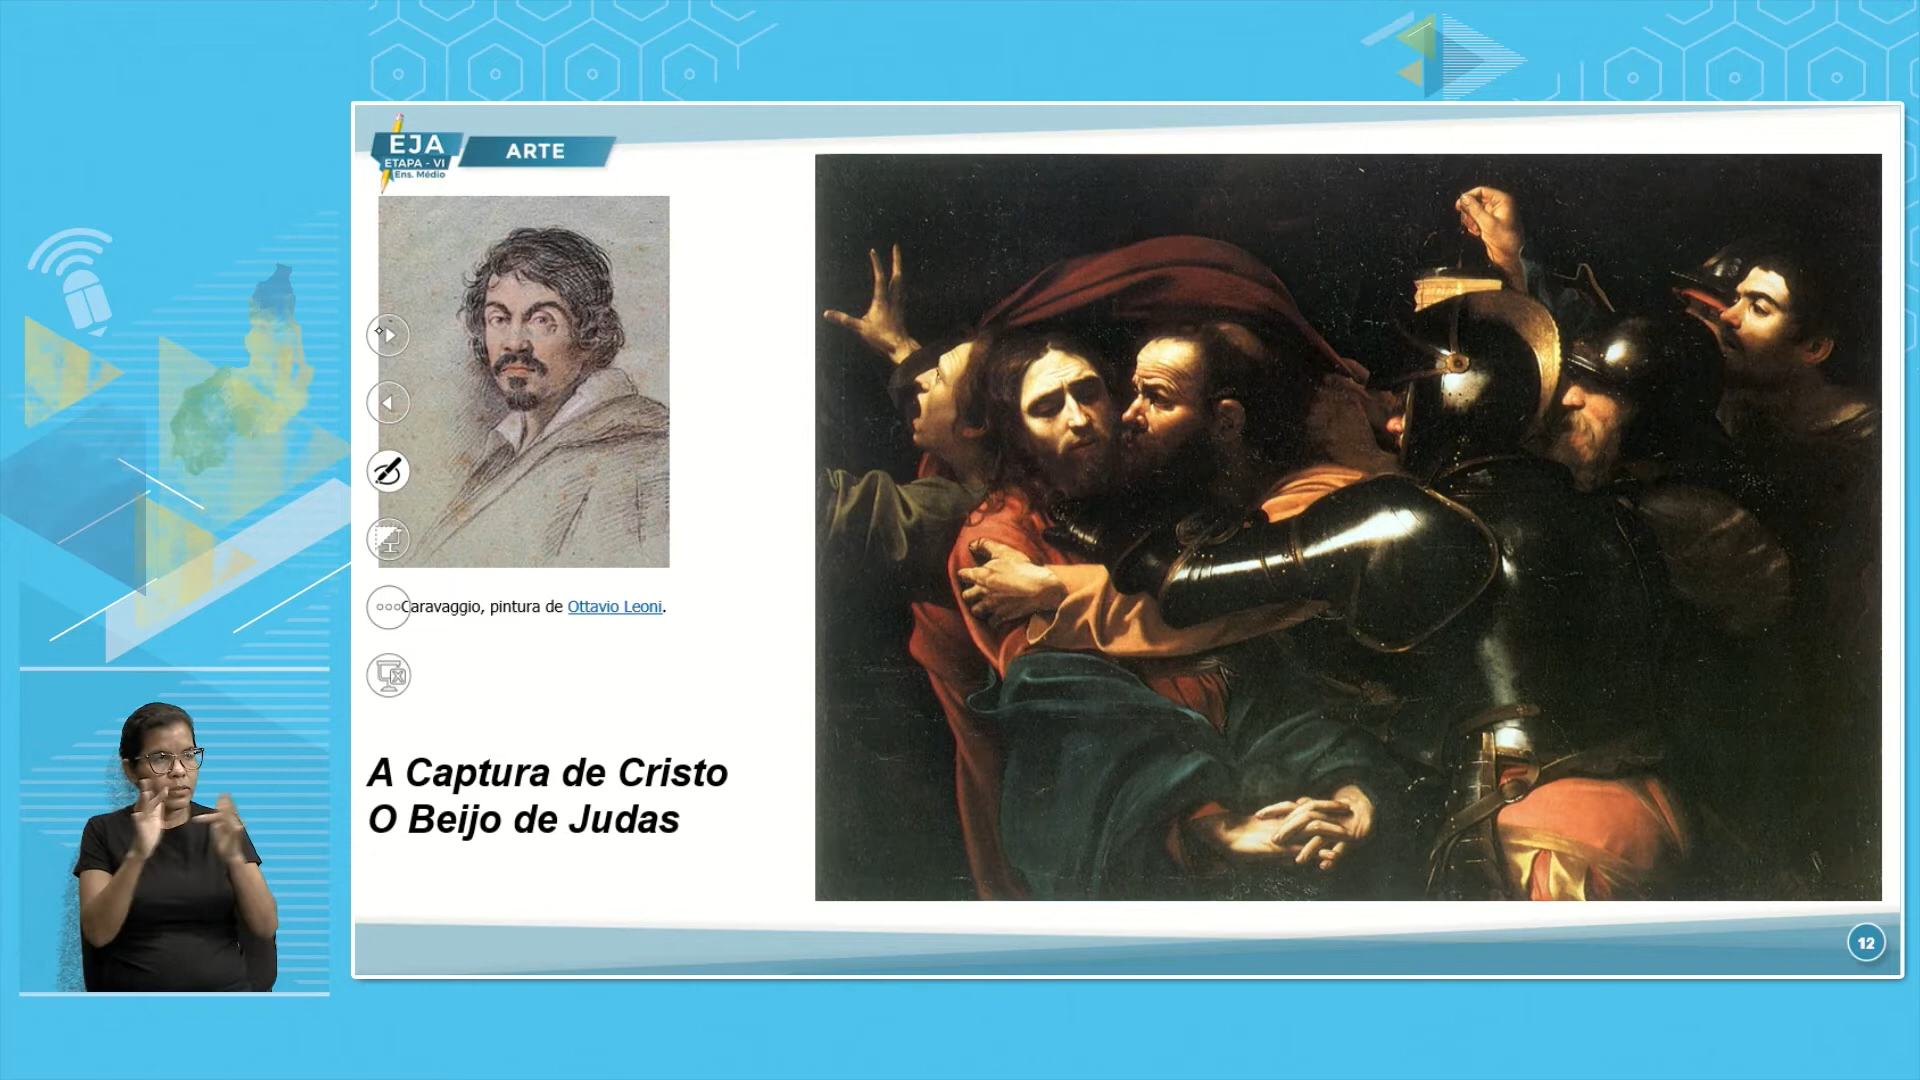 EJA
ETAPA - VI
Ens. Médio
ARTE
Caravaggio, pintura de Ottavio Leoni.
A Captura de Cristo
O Beijo de Judas
12